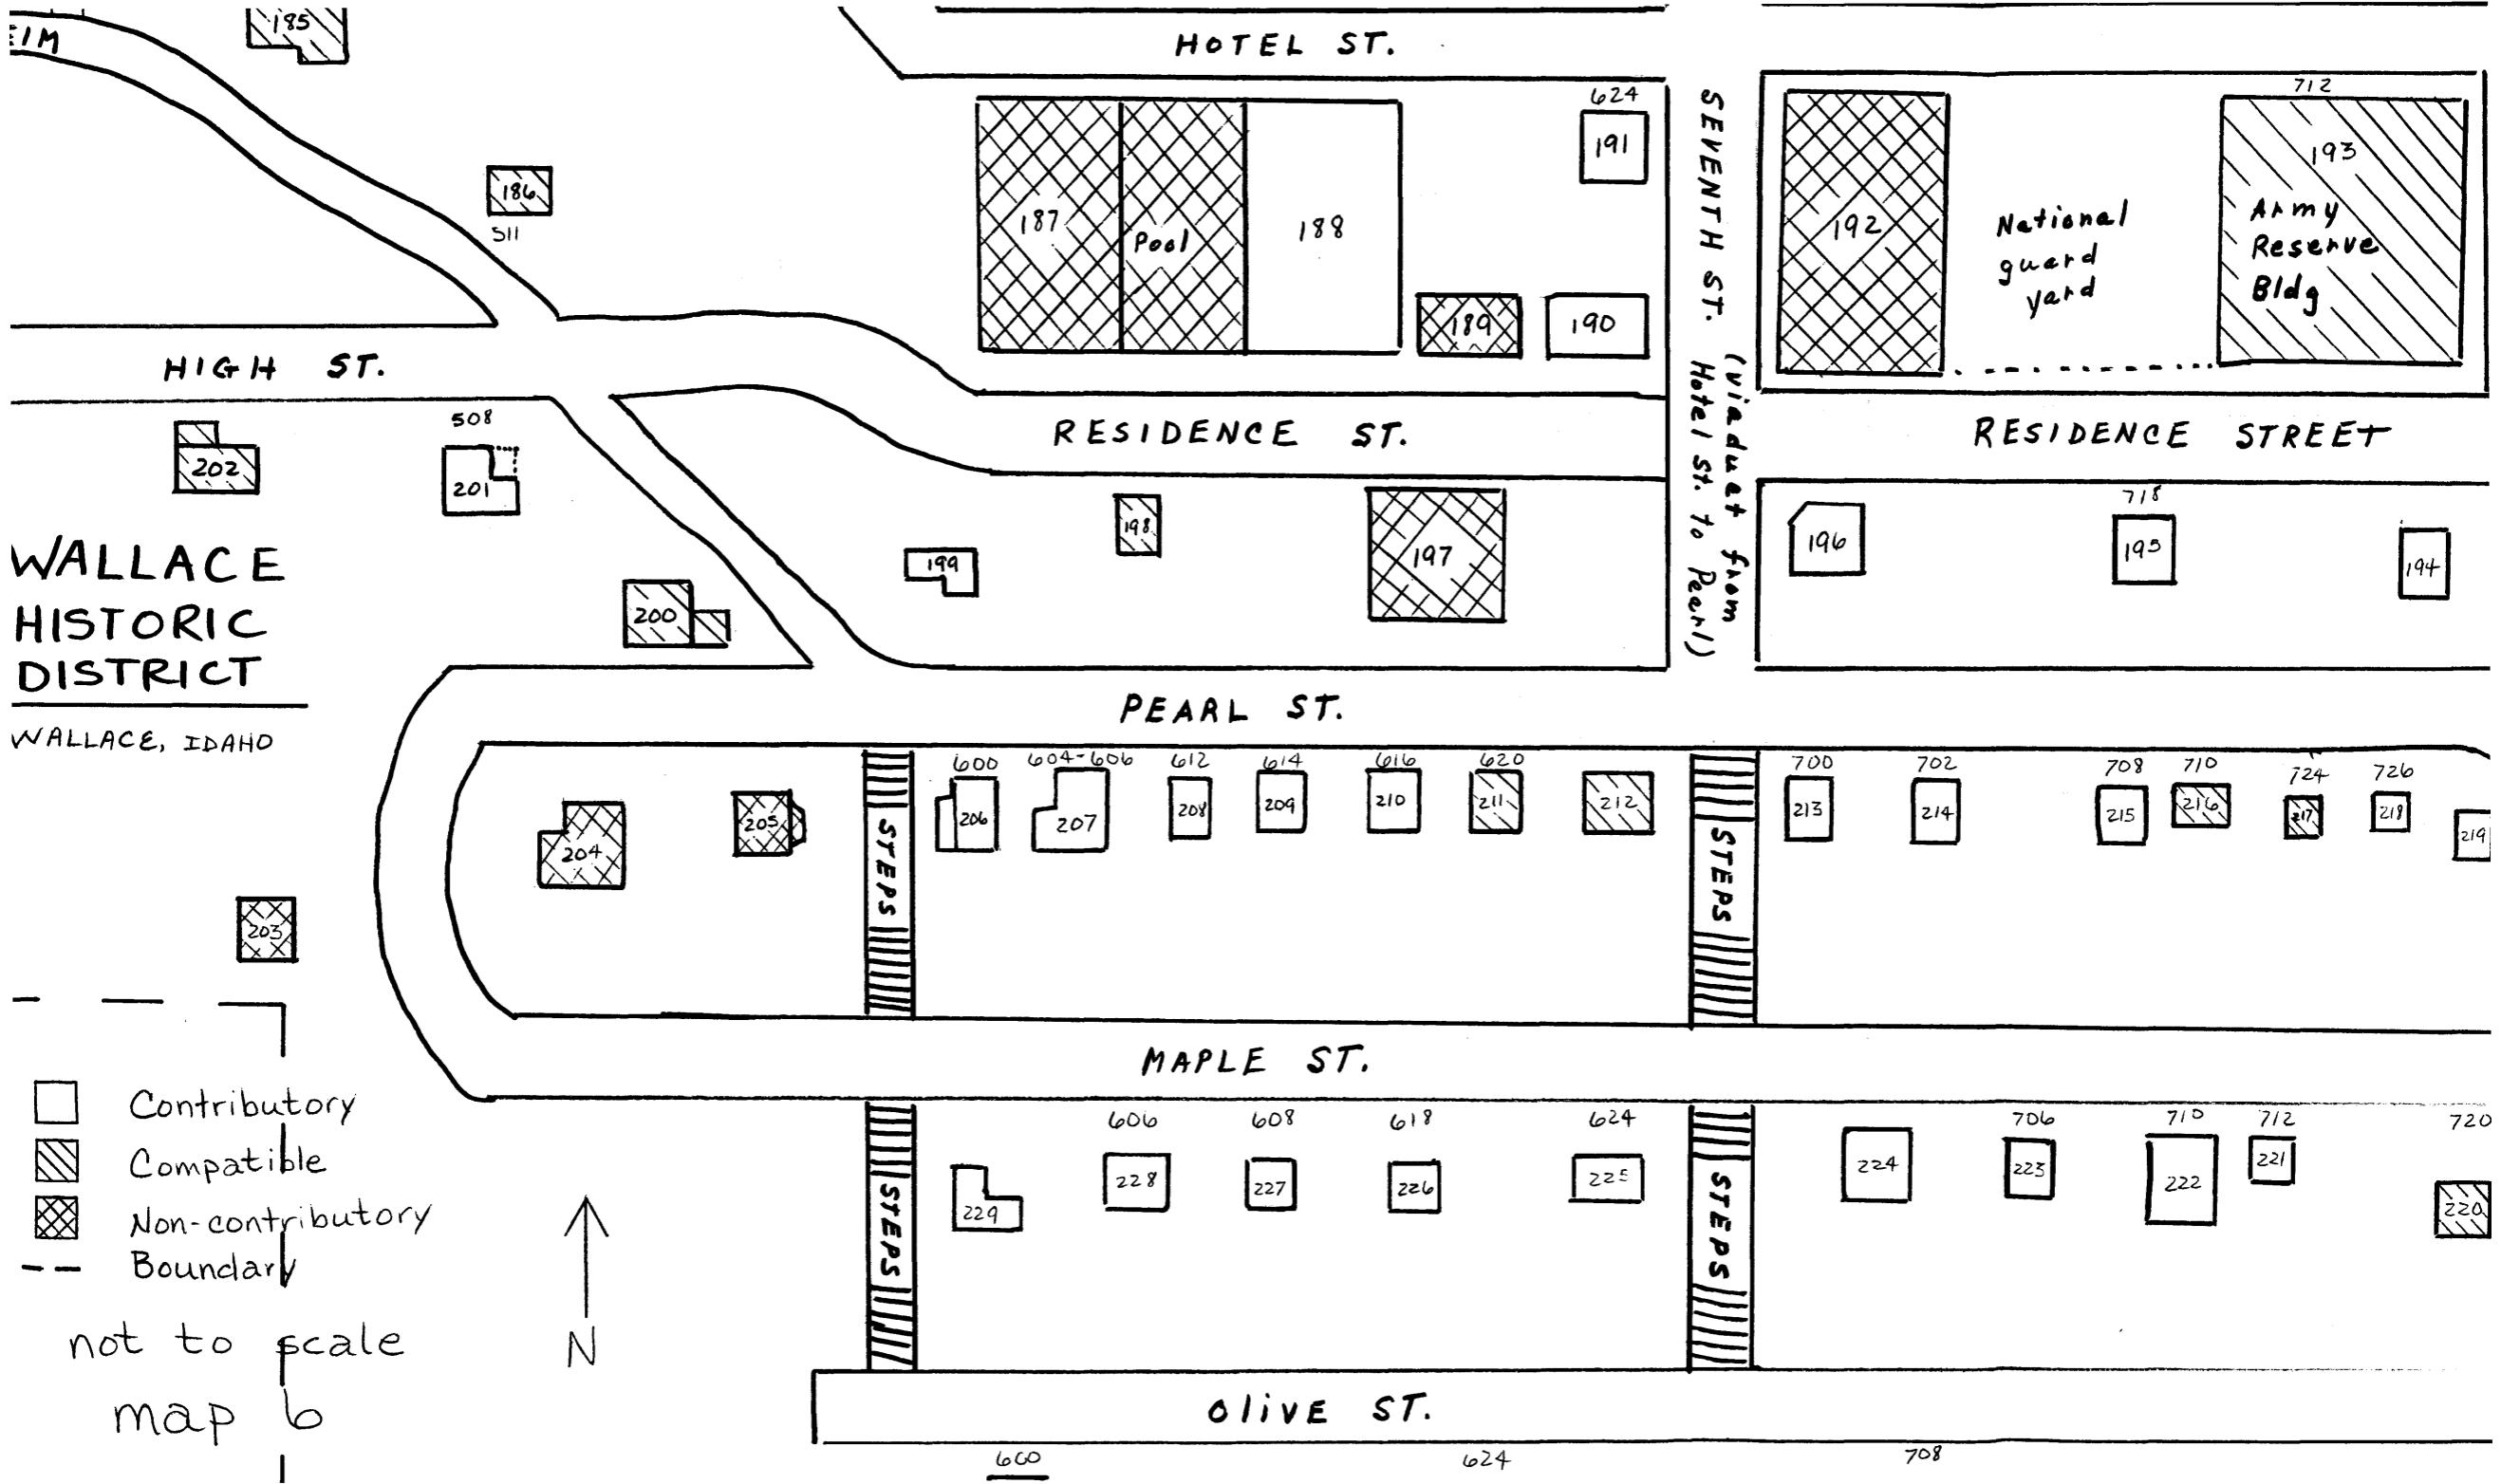 EIM
185
HOTEL ST.
624
191
712
193
Army
Reserve
Bldg
186
511
187
Pool
188
189
190
SEVENTH ST.
(viaduct from
Hotel St. to Pearl)
192
National
guard
yard
HIGH ST.
RESIDENCE ST.
RESIDENCE STREET
202
508
201
200
199
198
197
196
718
195
194
WALLACE
HISTORIC
DISTRICT
WALLACE, IDAHO
PEARL ST.
600
604-606
612
614
616
620
700
702
708
710
724
726
203
204
205
STEPS
206
207
208
209
210
211
212
STEPS
213
214
215
216
217
218
219
MAPLE ST.
606
608
618
624
706
710
712
720
STEPS
229
228
227
226
225
STEPS
224
223
222
221
220
Contributory
Compatible
Non-contributory
Boundary
not to scale
map 6
N
Olive ST.
600
624
708